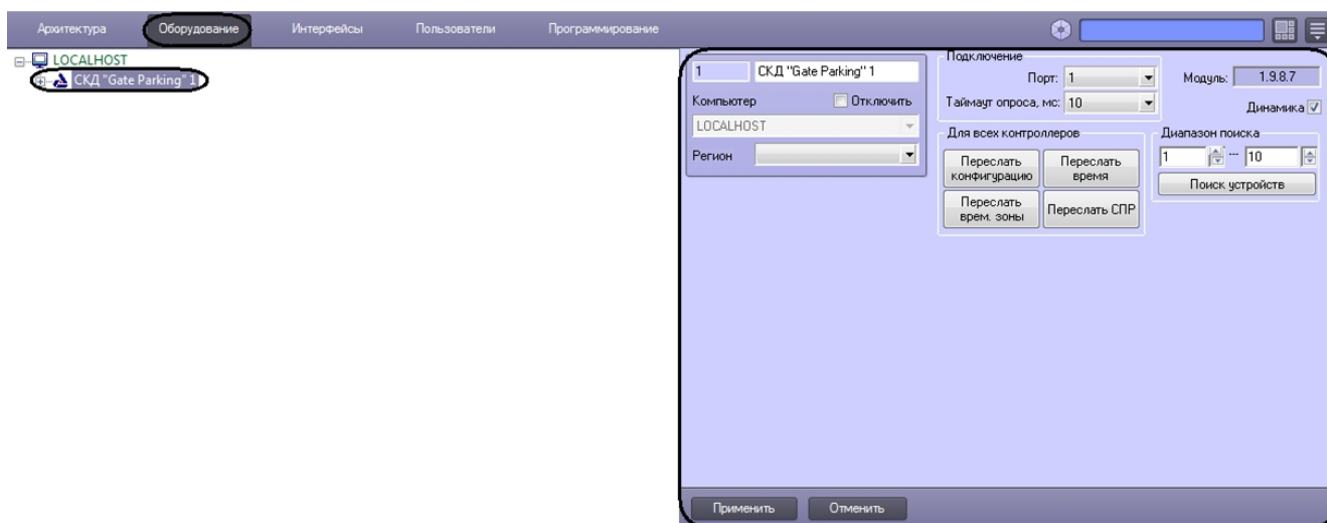 Архитектура Оборудование Интерфейсы Пользователи Программирование
LOCALHOST
СКД "Gate Parking" 1
1 СКД "Gate Parking" 1
Компьютер Отключить
LOCALHOST
Регион
Подключение
Порт: 1
Таймаут опроса, мс: 10
Для всех контроллеров
Переслать конфигурацию
Переслать время
Переслать врем. зоны
Переслать СПР
Модуль: 1.9.8.7
Динамика
Диапазон поиска
1 --- 10
Поиск устройств
Применить Отменить